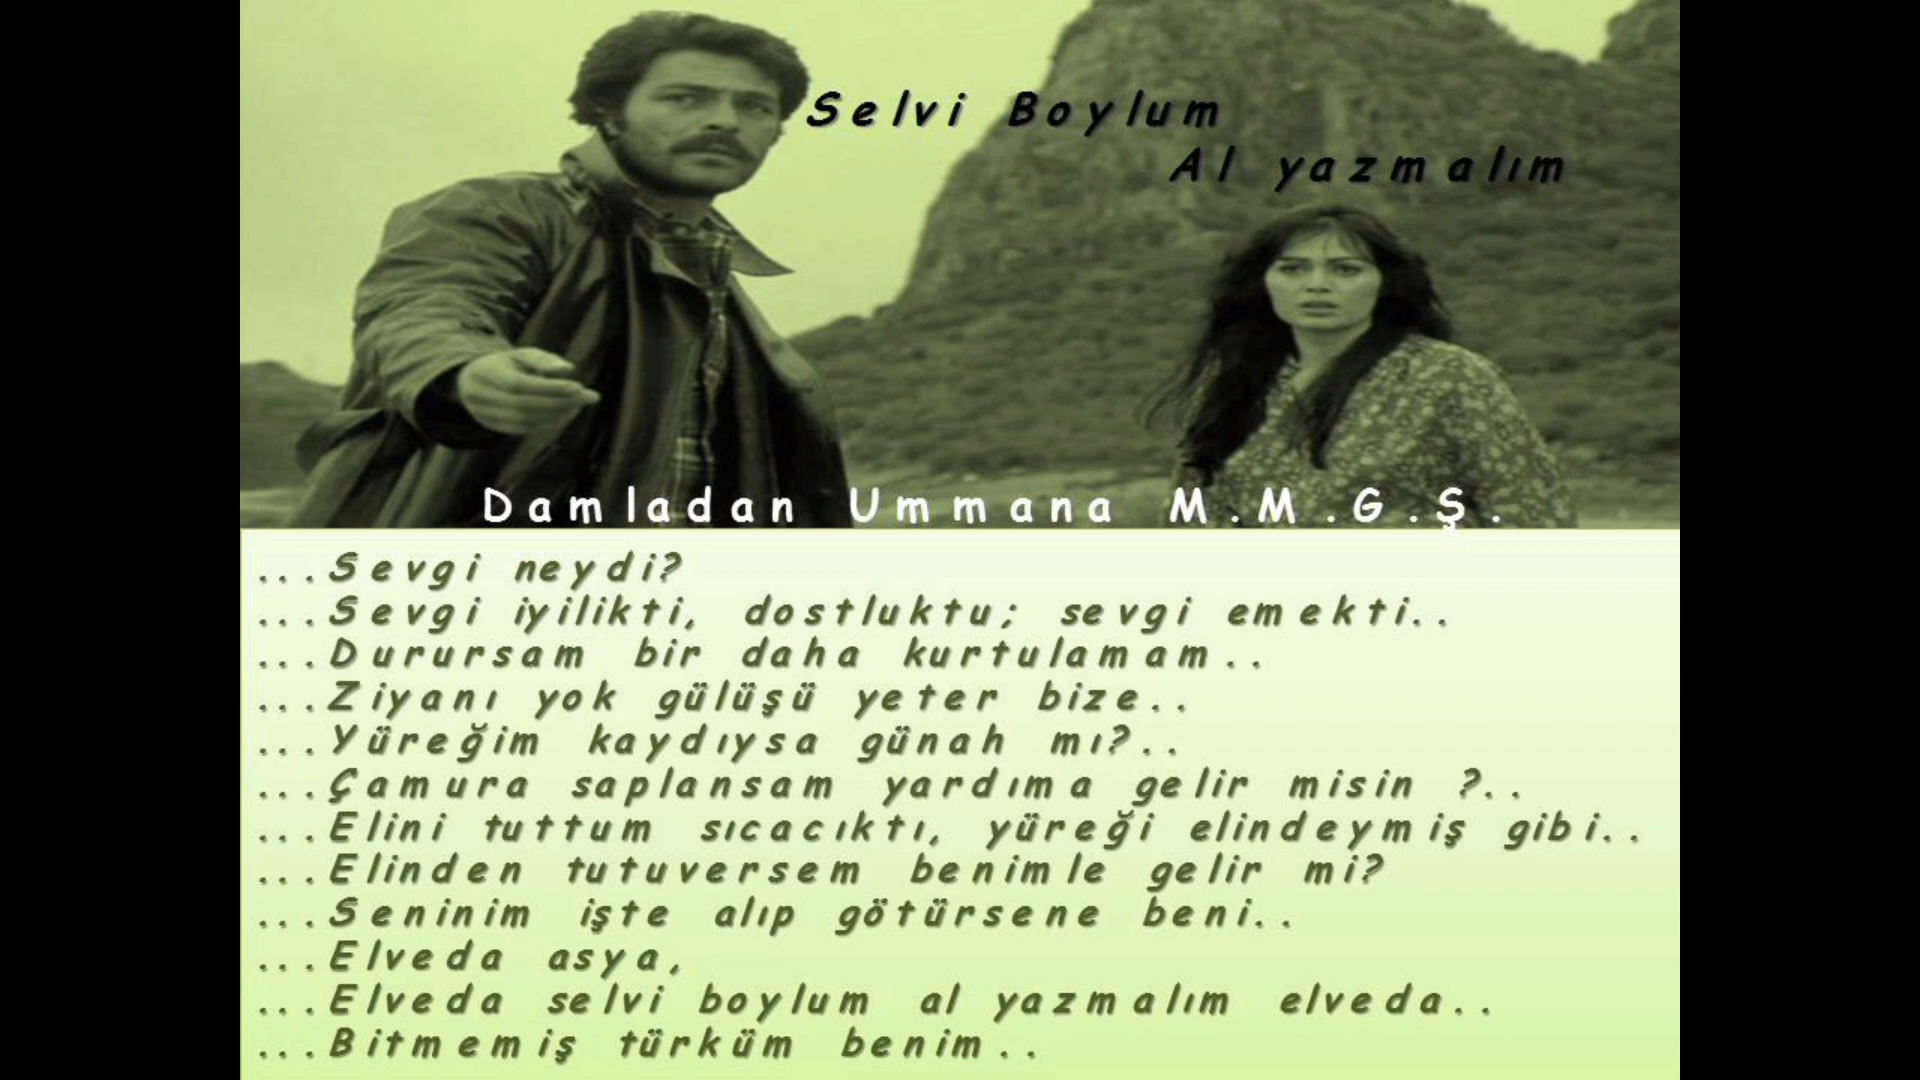 Selvi Boylum
Al yazmalım
Damladan Ummana M.M.G.Ş.
...Sevgi neydi?
...Sevgi iyilikti, dostluktu; sevgi emekti..
...Durursam bir daha kurtulamam..
...Ziyanı yok gülüşü yeter bize..
...Yüreğim kaydıysa günah mı?..
...Çamura saplansam yardıma gelir misin ?..
...Elini tuttum sıcacıktı, yüreği elindeymiş gibi..
...Elinden tutuversem benimle gelir mi?
...Seninim işte alıp götürsene beni..
...Elveda asya,
...Elveda selvi boylum al yazmalım elveda..
...Bitmemiş türküm benim..